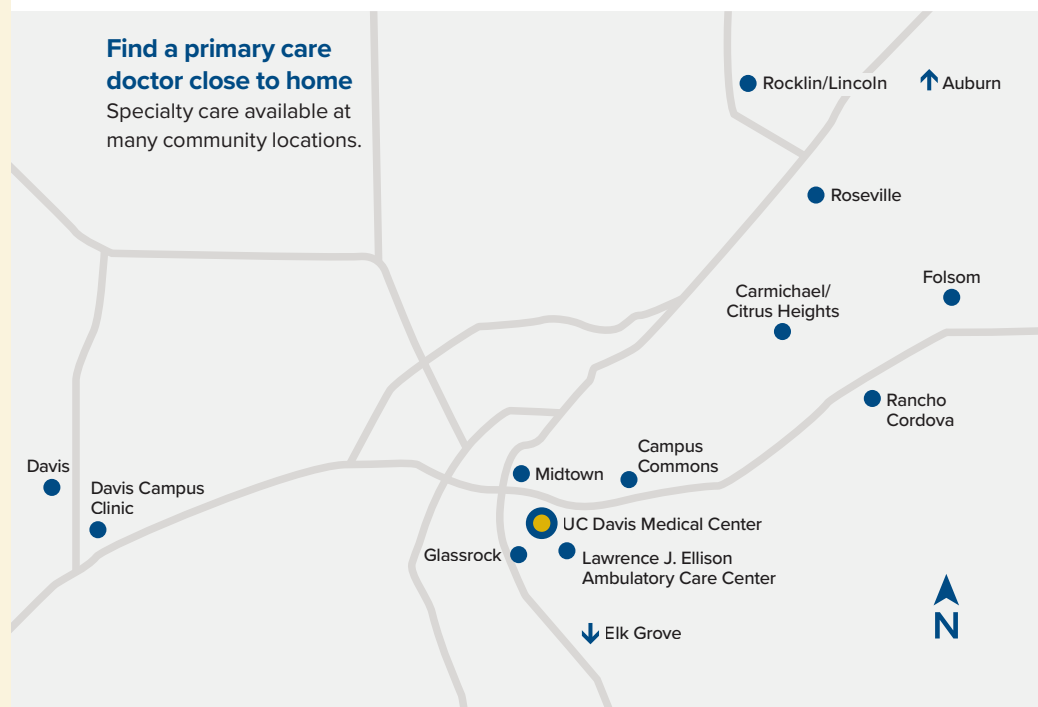 Find a primary care
doctor close to home
Specialty care available at
many community locations.
Rocklin/Lincoln
Auburn
Roseville
Folsom
Carmichael/
Citrus Heights
Rancho
Cordova
Campus
Commons
Midtown
Davis
Davis Campus
Clinic
UC Davis Medical Center
Glassrock
Lawrence J. Ellison
Ambulatory Care Center
Elk Grove
N